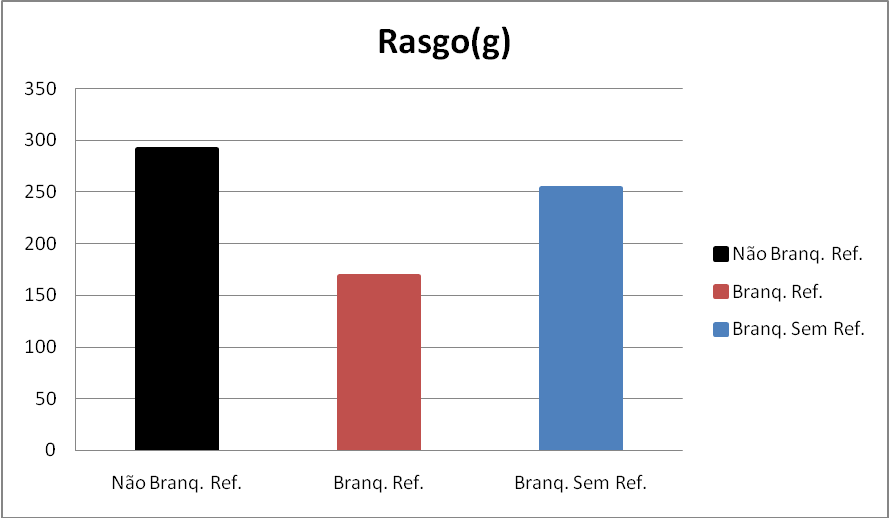 Rasgo(g)
350
300
250
200
150
100
50
0
Não Branq. Ref.
Branq. Ref.
Branq. Sem Ref.
Não Branq. Ref.
Branq. Ref.
Branq. Sem Ref.